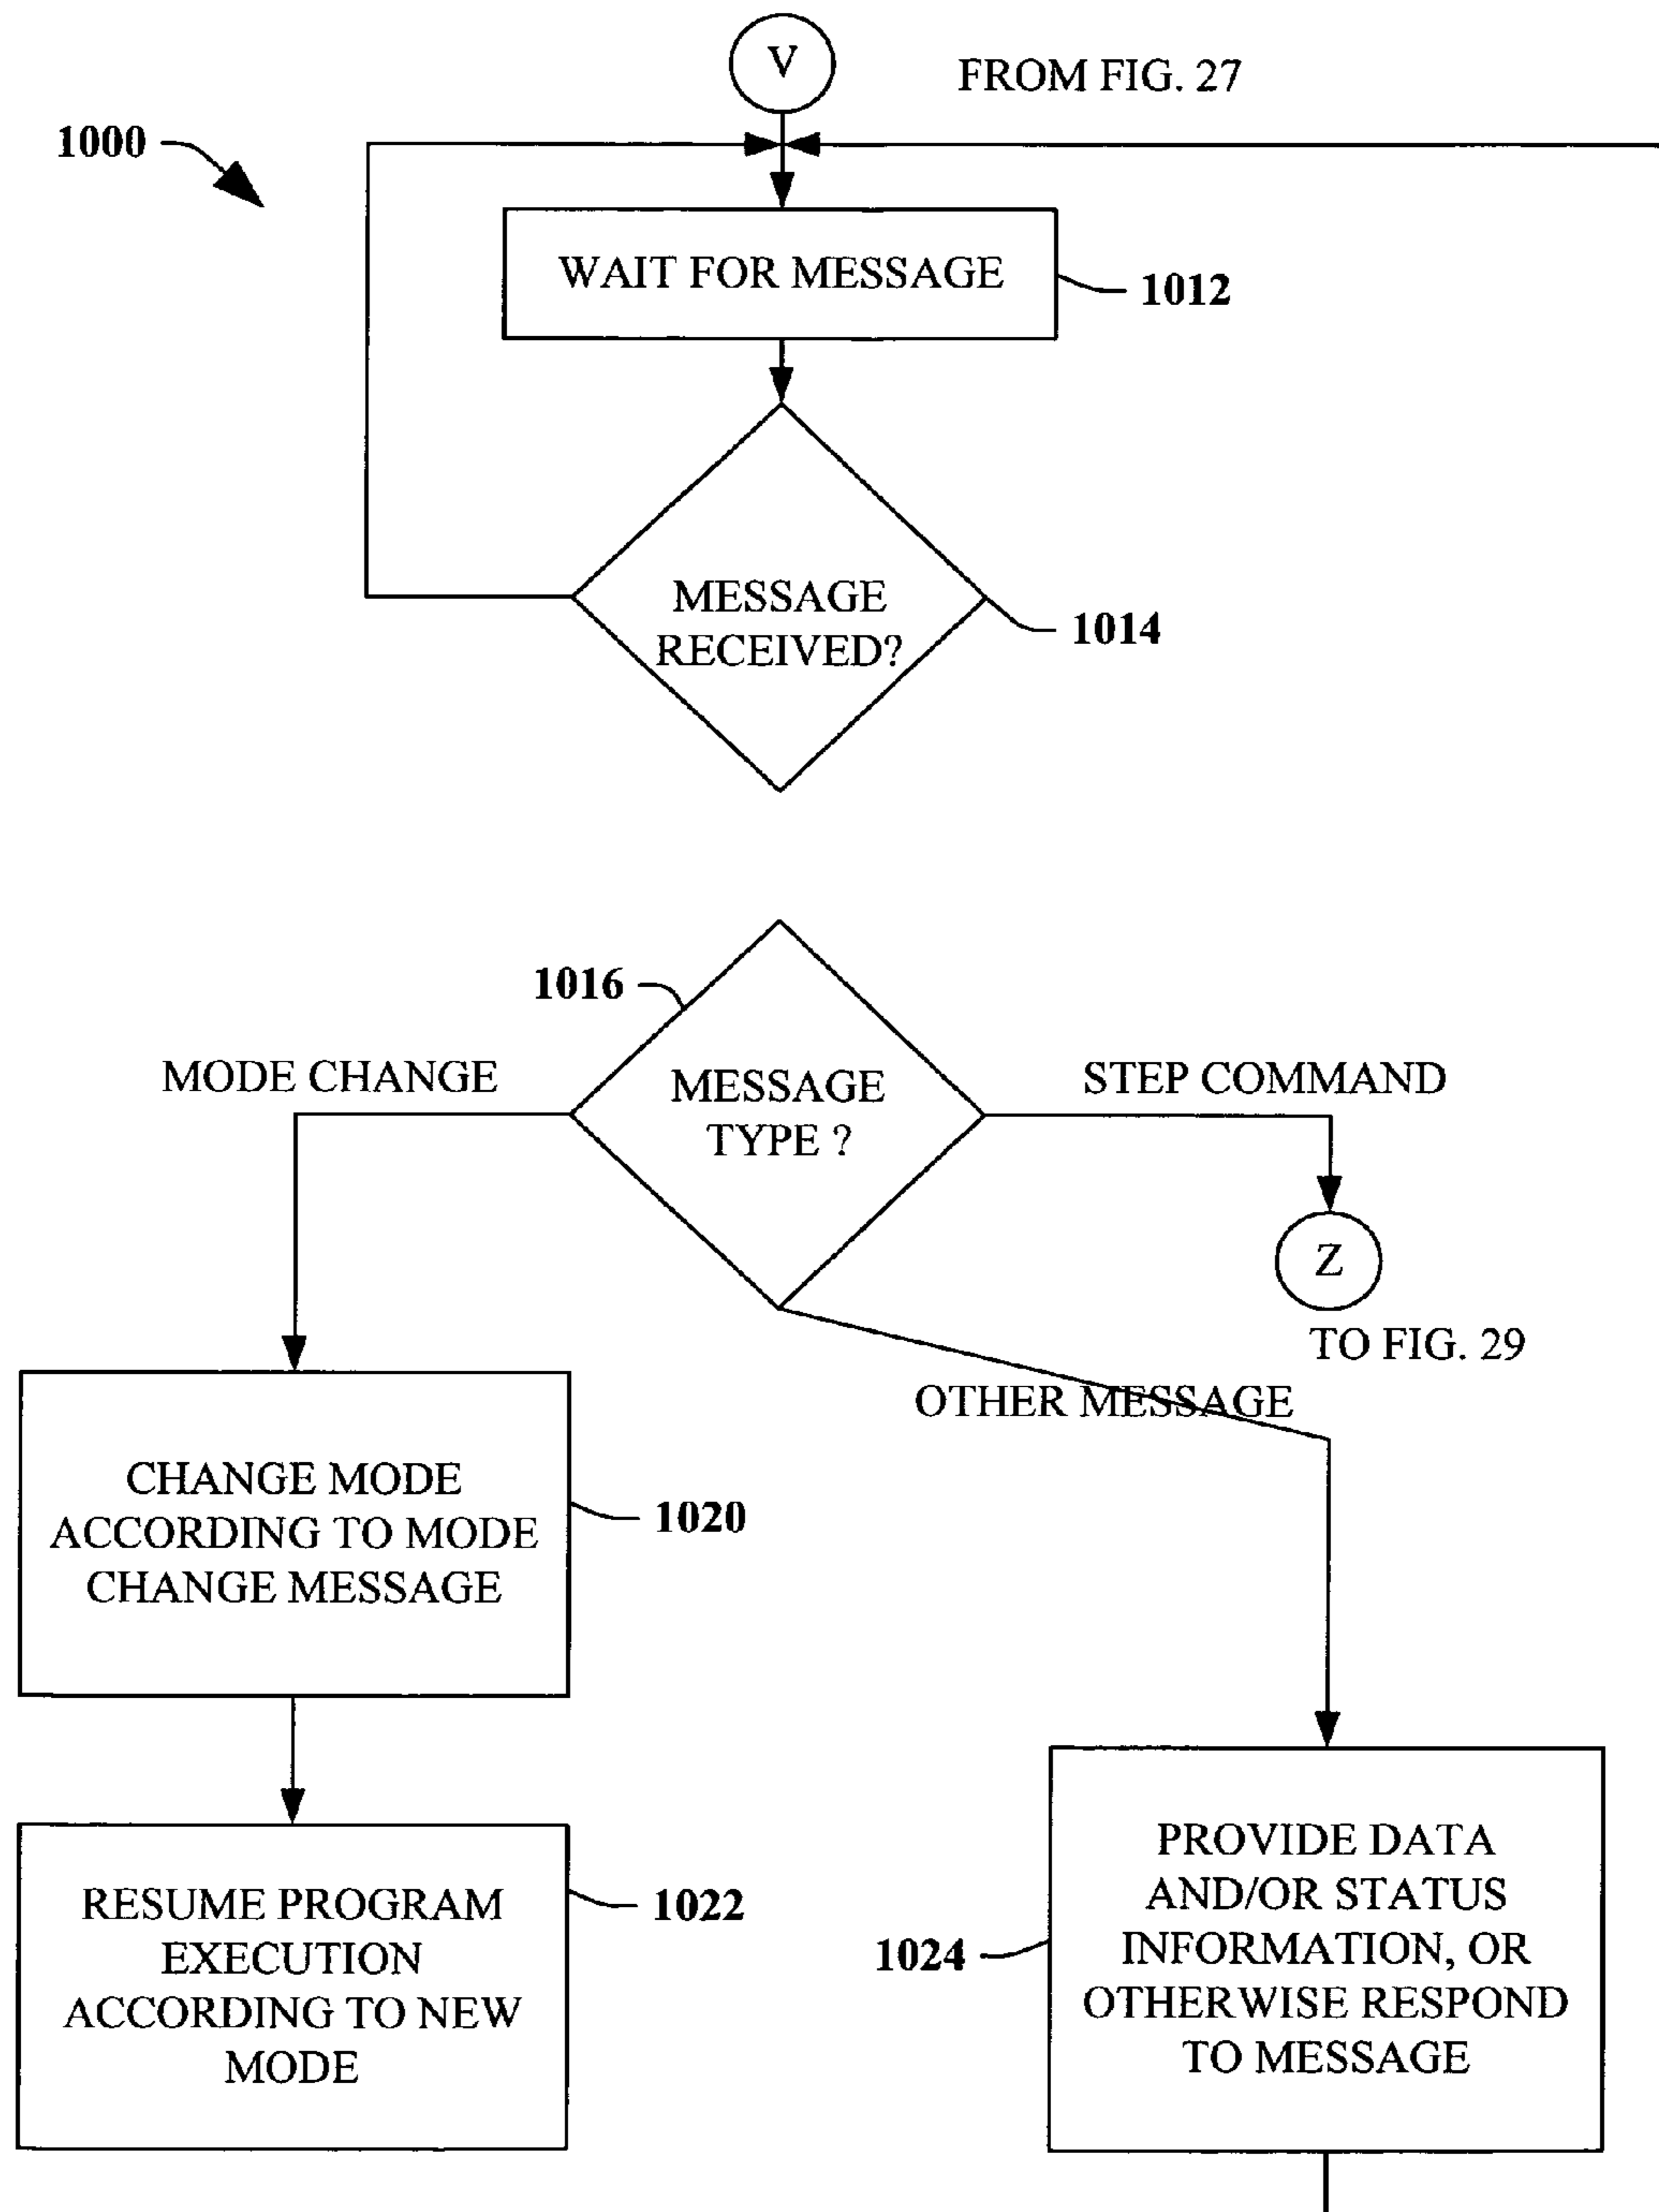 V
FROM FIG. 27
1000
WAIT FOR MESSAGE
1012
MESSAGE
RECEIVED?
1014
1016
MODE CHANGE
MESSAGE
TYPE ?
STEP COMMAND
Z
TO FIG. 29
OTHER MESSAGE
CHANGE MODE
ACCORDING TO MODE
CHANGE MESSAGE
1020
RESUME PROGRAM
EXECUTION
ACCORDING TO NEW
MODE
1022
1024
PROVIDE DATA
AND/OR STATUS
INFORMATION, OR
OTHERWISE RESPOND
TO MESSAGE